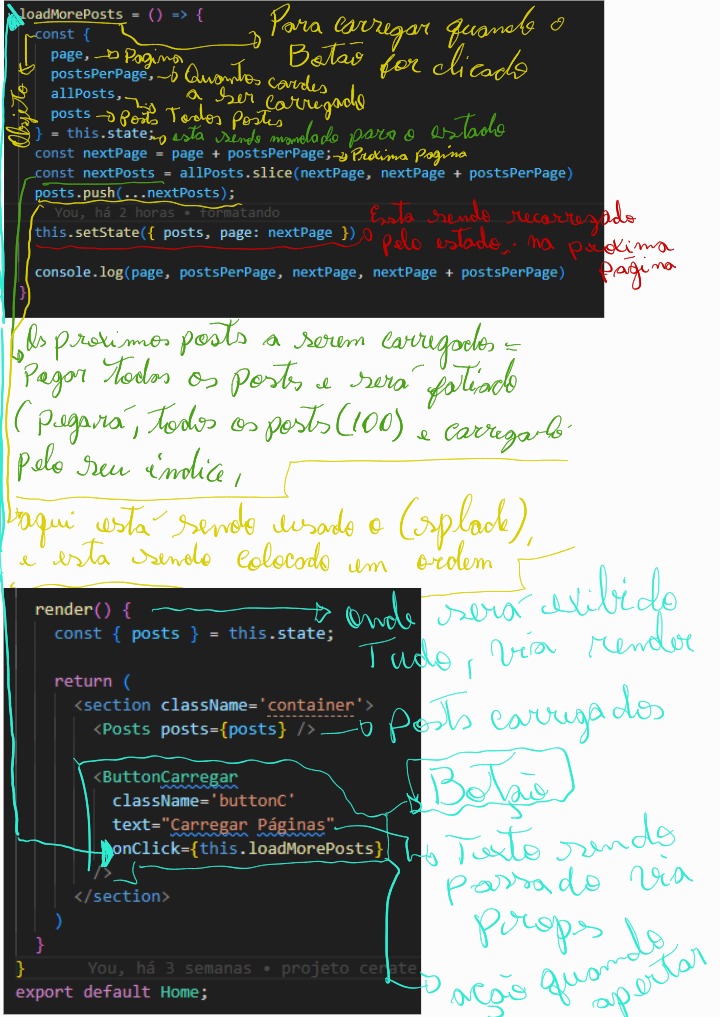 loadMorePosts = () => {
Para carregar quando o
Botão for clicado
Objeto
const {
page, Pagina
postsPerPage, Quantos cardes
a ser carregado
allPosts,
posts Posts Todos Postes
} = this.state; esta sendo mandado para o estado
const nextPage = page + postsPerPage; Proxima Pagina
const nextPosts = allPosts.slice(nextPage, nextPage + postsPerPage)
posts.push(...nextPosts);
You, há 2 horas • formatando
this.setState({ posts, page: nextPage })
Esta sendo recarregado
Pelo estado, na proxima
página
console.log(page, postsPerPage, nextPage, nextPage + postsPerPage)
}
Os proximos posts a serem carregados =
Pegar todos os Posts e será fatiado
(Pegará, todos os posts (100) e carregalo
Pelo seu indice,
aqui está sendo usado o (splade),
e esta sendo colocado em ordem
render() {
onde será exibido
Tudo, via render
const { posts } = this.state;
return (
<section className='container'>
<Posts posts={posts} />
Posts carregados
<ButtonCarregar
Botão
className='buttonC'
text="Carregar Páginas"
Texto sendo
passado via
props
onClick={this.loadMorePosts}
ação quando
apertar
/>
</section>
)
}
}
You, há 3 semanas • projeto cerate
export default Home;